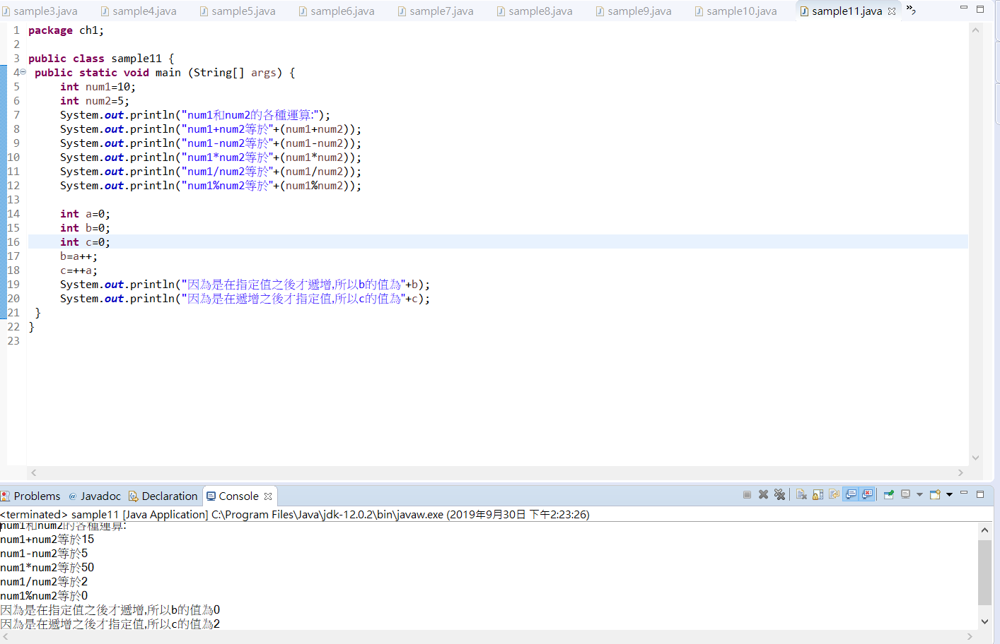 sample3.java sample4.java sample5.java sample6.java sample7.java sample8.java sample9.java sample10.java sample11.java »2
1 package ch1;
2
3 public class sample11 {
4 public static void main (String[] args) {
5 int num1=10;
6 int num2=5;
7 System.out.println("num1和num2的各種運算:");
8 System.out.println("num1+num2等於"+(num1+num2));
9 System.out.println("num1-num2等於"+(num1-num2));
10 System.out.println("num1*num2等於"+(num1*num2));
11 System.out.println("num1/num2等於"+(num1/num2));
12 System.out.println("num1%num2等於"+(num1%num2));
13
14 int a=0;
15 int b=0;
16 int c=0;
17 b=a++;
18 c=++a;
19 System.out.println("因為是在指定值之後才遞增,所以b的值為"+b);
20 System.out.println("因為是在遞增之後才指定值,所以c的值為"+c);
21 }
22 }
23
Problems @ Javadoc Declaration Console
<terminated> sample11 [Java Application] C:\Program Files\Java\jdk-12.0.2\bin\javaw.exe (2019年9月30日 下午2:23:26)
num1和num2的各種運算:
num1+num2等於15
num1-num2等於5
num1*num2等於50
num1/num2等於2
num1%num2等於0
因為是在指定值之後才遞增,所以b的值為0
因為是在遞增之後才指定值,所以c的值為2